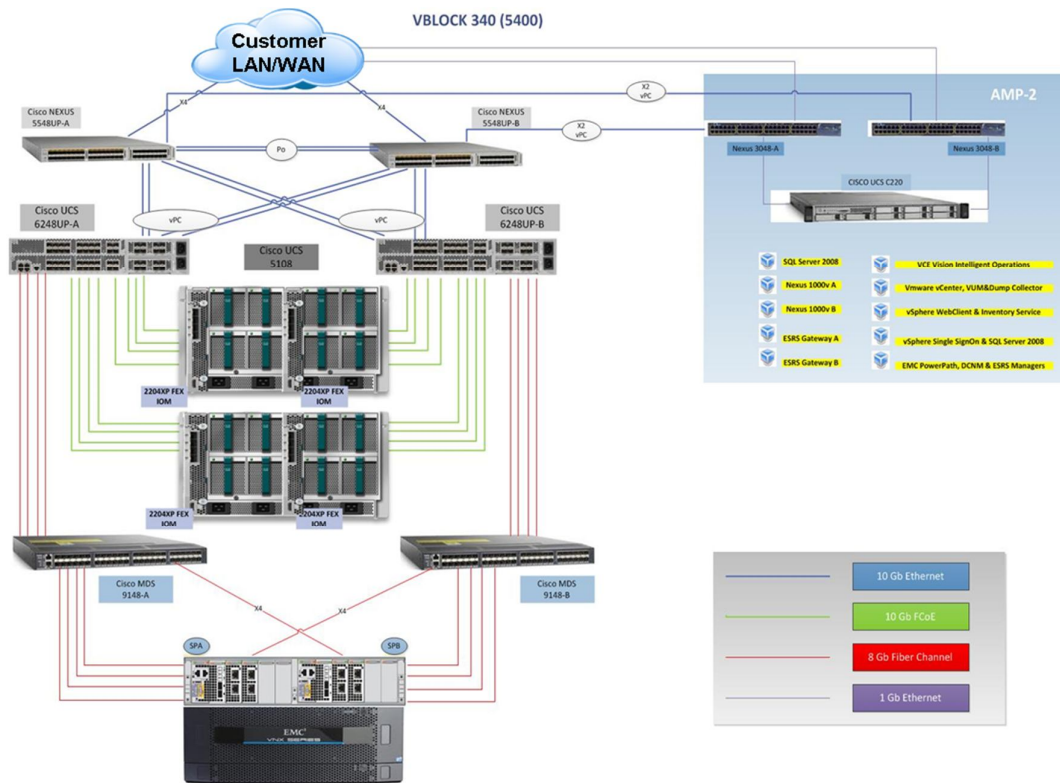 VBLOCK 340 (5400)
Customer
LAN/WAN
X4
X4
Cisco NEXUS
5548UP-A
Cisco NEXUS
5548UP-B
Po
X2
vPC
X2
vPC
AMP-2
Nexus 3048-A
Nexus 3048-B
CISCO UCS C220
Cisco UCS
6248UP-A
vPC
vPC
Cisco UCS
6248UP-B
Cisco UCS
5108
SQL Server 2008
Nexus 1000v A
Nexus 1000v B
ESRS Gateway A
ESRS Gateway B
VCE Vision Intelligent Operations
Vmware vCenter, VUM&Dump Collector
vSphere WebClient & Inventory Service
vSphere Single SignOn & SQL Server 2008
EMC PowerPath, DCNM & ESRS Managers
2204XP FEX
IOM
2204XP FEX
IOM
2204XP FEX
IOM
2204XP FEX
IOM
Cisco MDS
9148-A
Cisco MDS
9148-B
X4
X4
SPA
SPB
EMC²
VNX SERIES
10 Gb Ethernet
10 Gb FCoE
8 Gb Fiber Channel
1 Gb Ethernet